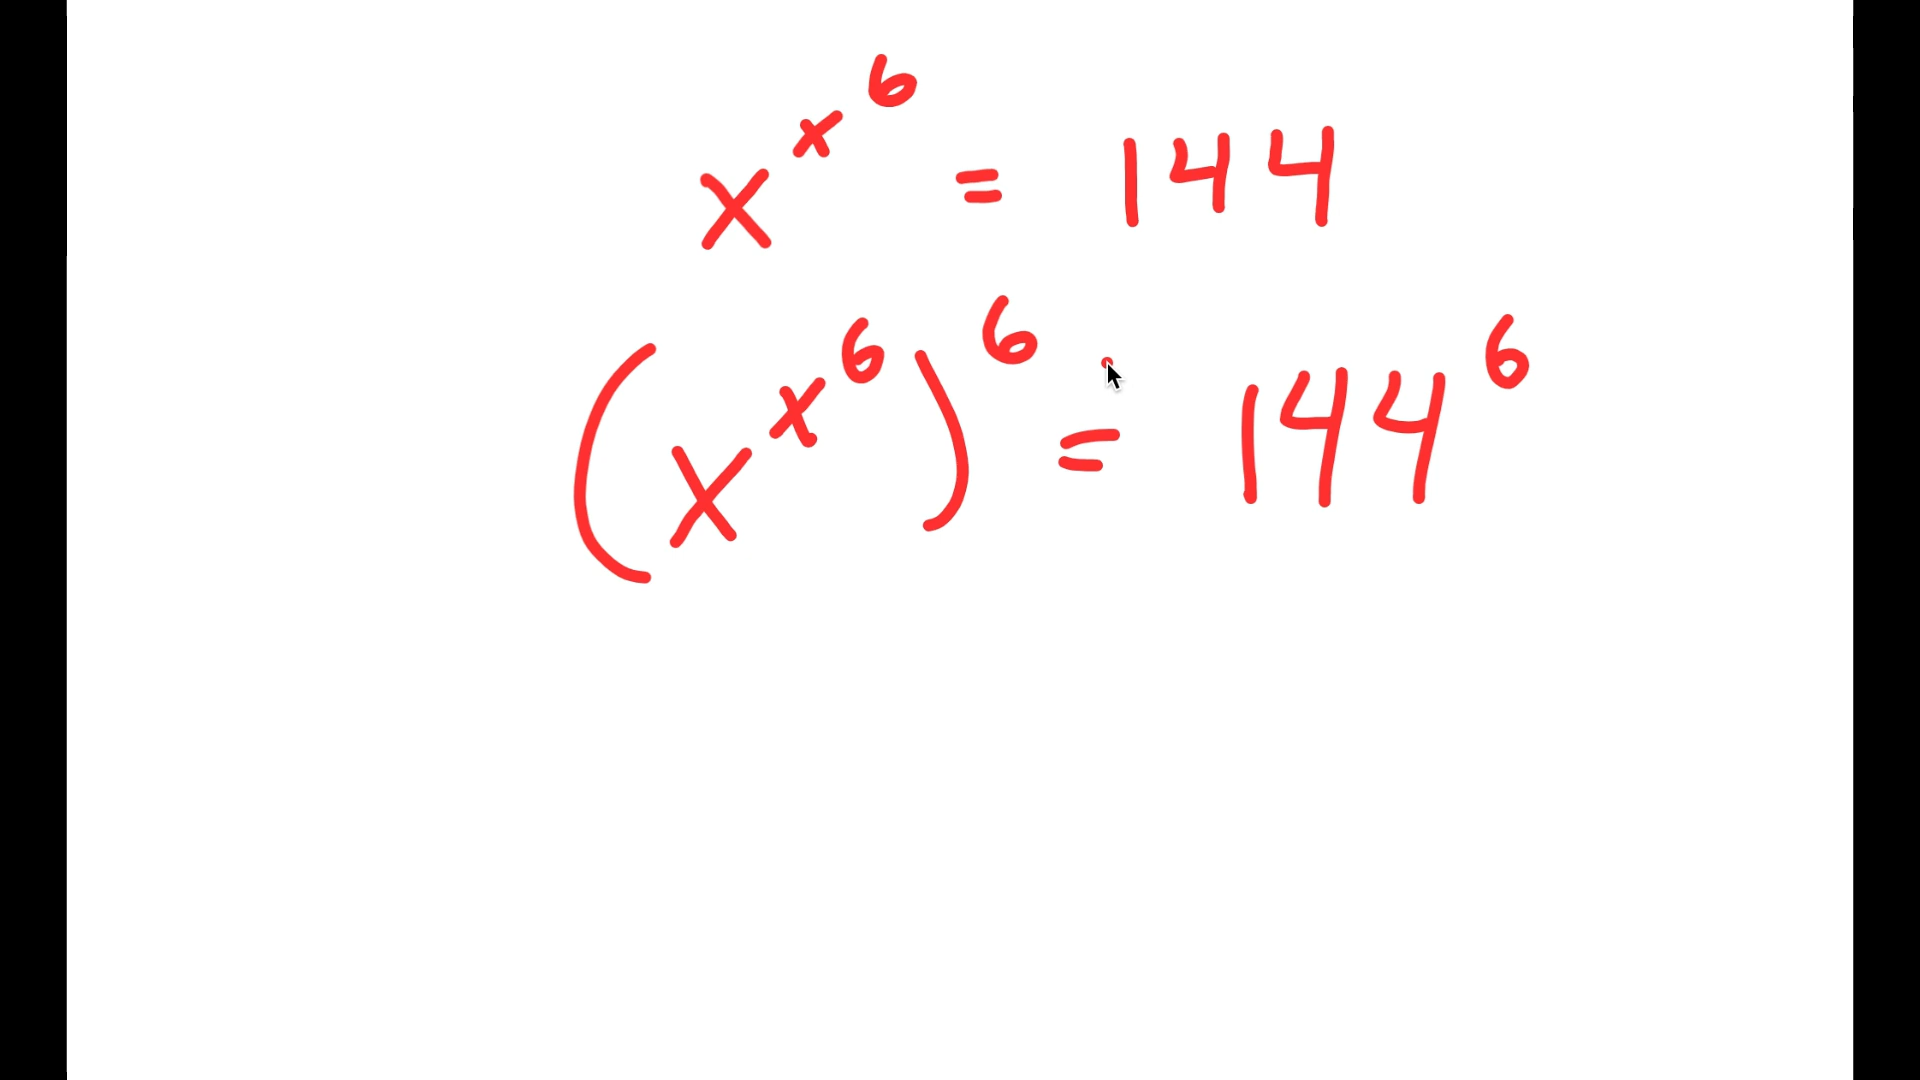 x^{x^6} = 144
(x^{x^6})^6 = 144^6